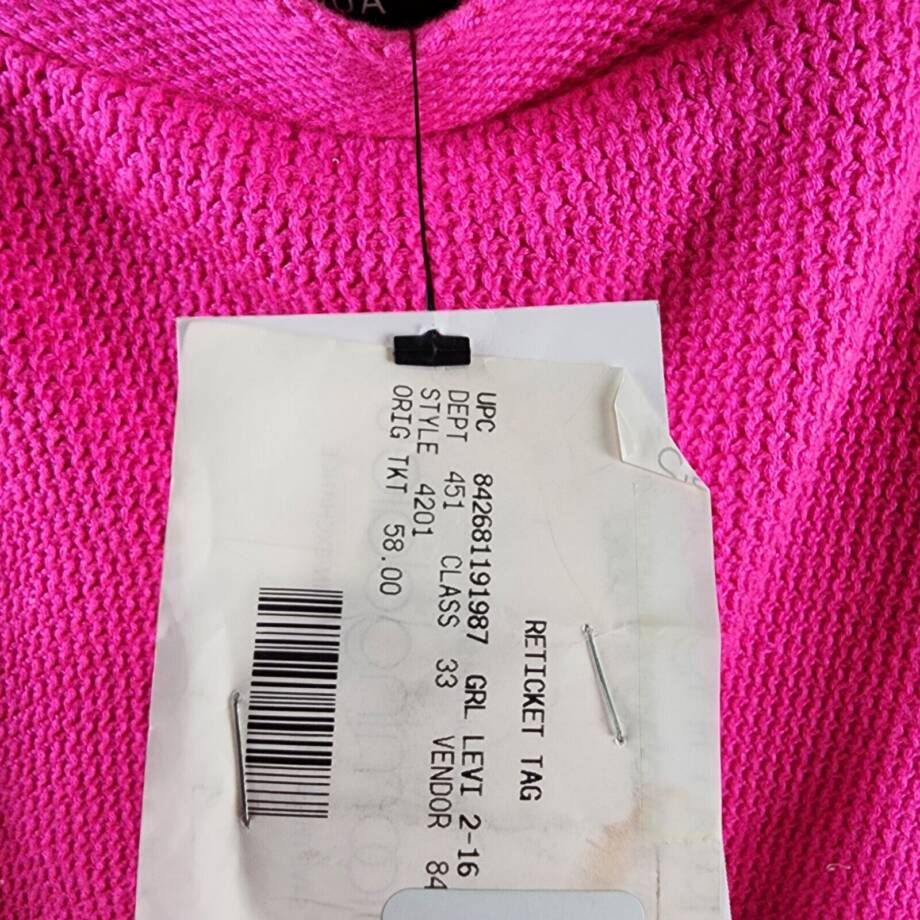 RETICKET TAG
UPC 842681191987 GRL LEVI 2-16
DEPT 451 CLASS 33 VENDOR 84
STYLE 4201
ORIG TKT 58.00